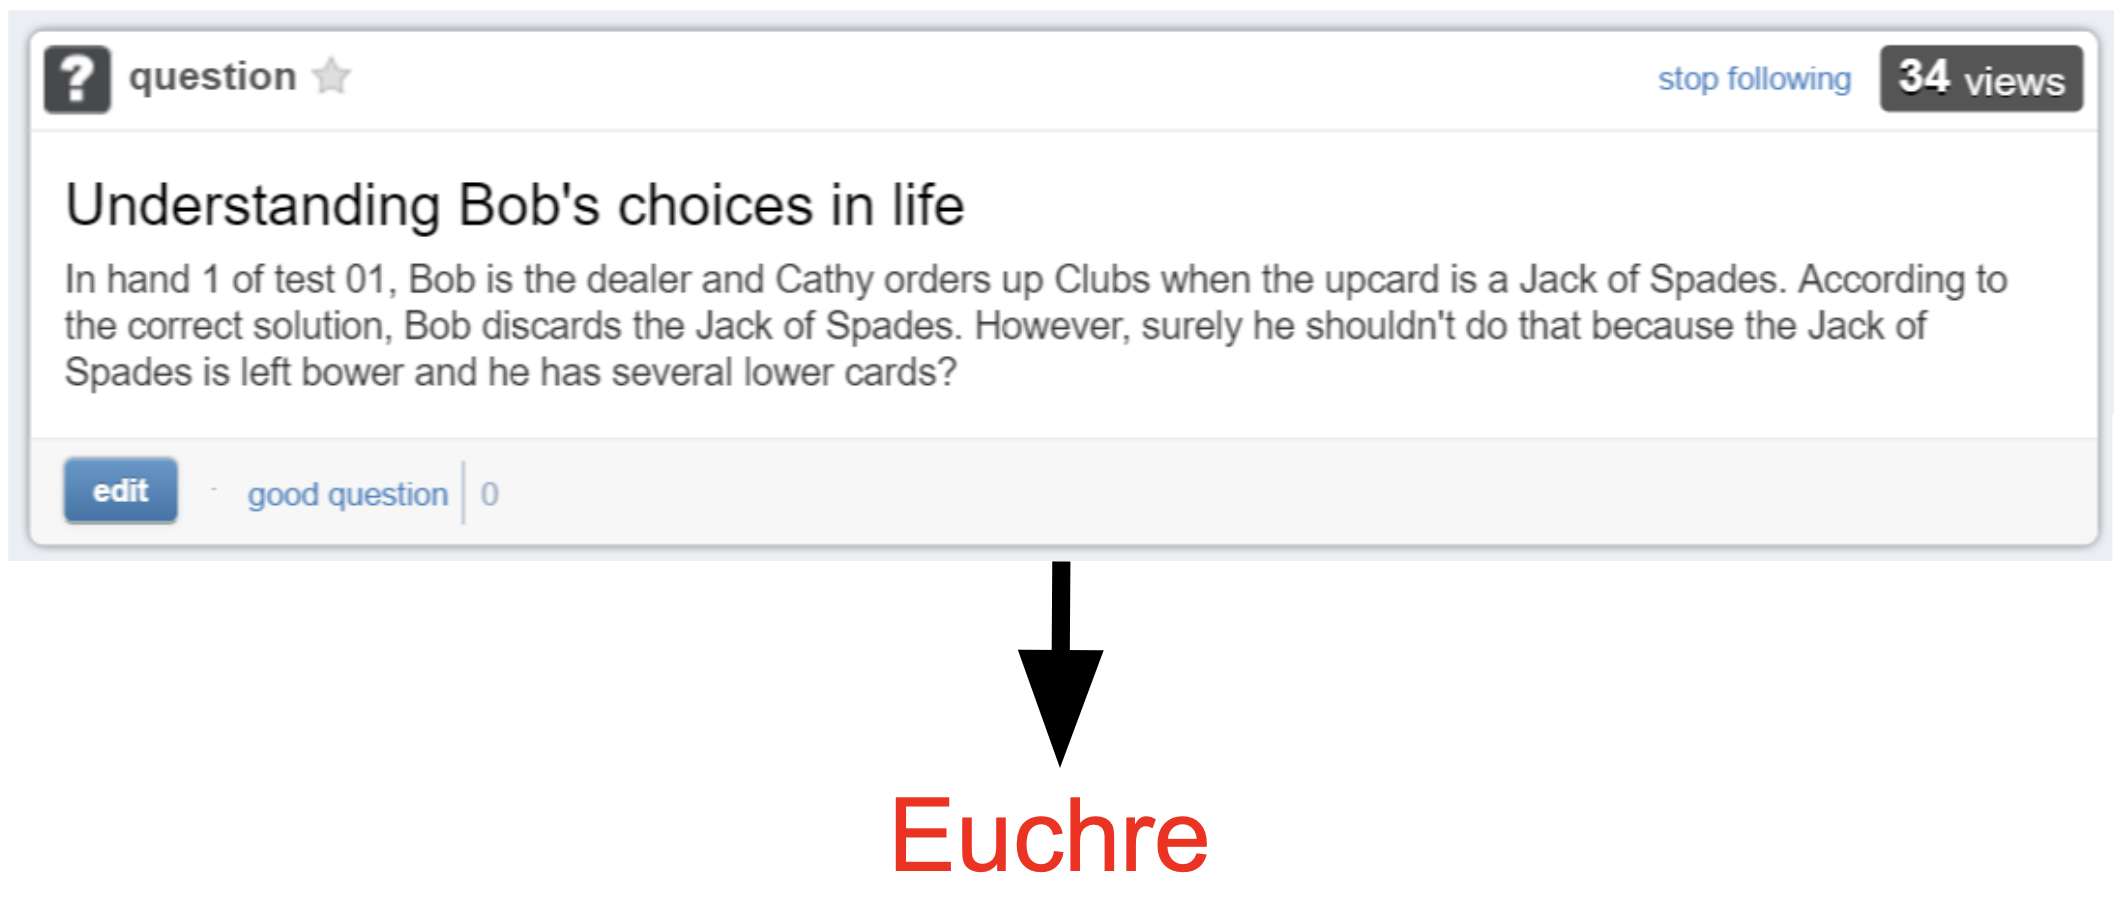 ? question
stop following
34 views
Understanding Bob's choices in life
In hand 1 of test 01, Bob is the dealer and Cathy orders up Clubs when the upcard is a Jack of Spades. According to
the correct solution, Bob discards the Jack of Spades. However, surely he shouldn't do that because the Jack of
Spades is left bower and he has several lower cards?
edit · good question 0
Euchre